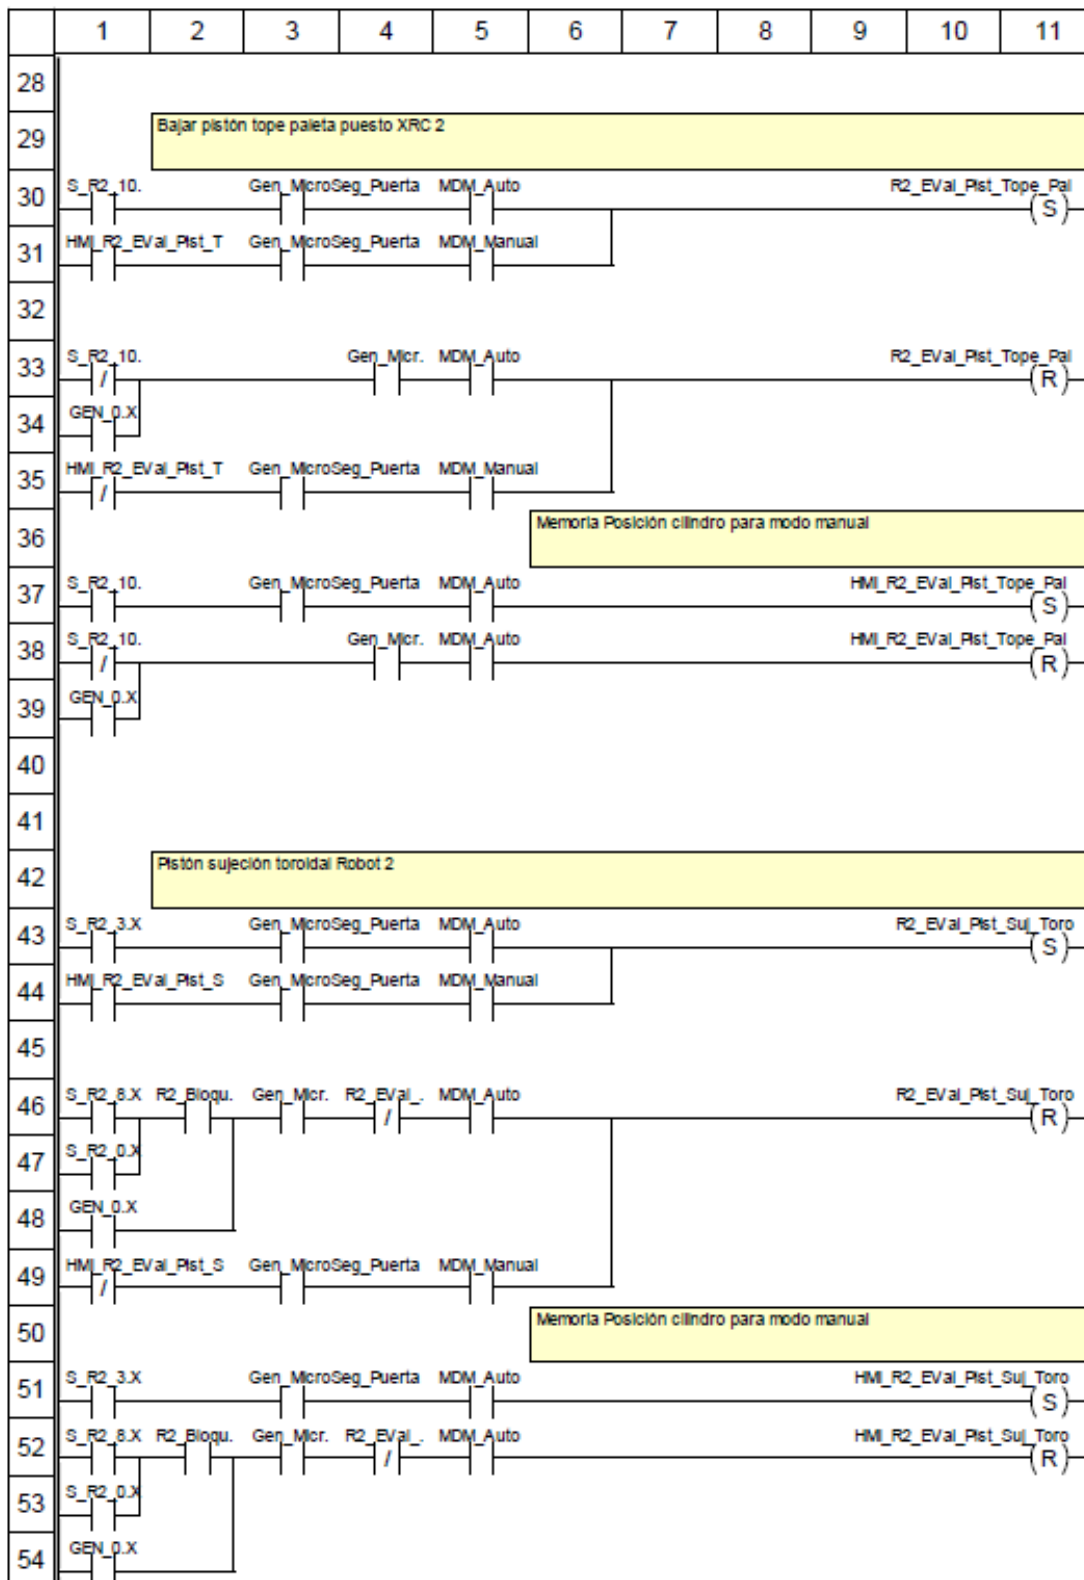 1 2 3 4 5 6 7 8 9 10 11
28
29 Bajar pistón tope paleta puesto XRC 2
S_R2_10. Gen_MicroSeg_Puerta MDM_Auto R2_EVal_Pist_Tope_Pal
30 S
HMI_R2_EVal_Pist_T Gen_MicroSeg_Puerta MDM_Manual
31
32
S_R2_10. Gen_Micr. MDM_Auto R2_EVal_Pist_Tope_Pal
33 / R
GEN_0.X
34
HMI_R2_EVal_Pist_T Gen_MicroSeg_Puerta MDM_Manual
35 /
36 Memoria Posición cilindro para modo manual
S_R2_10. Gen_MicroSeg_Puerta MDM_Auto HMI_R2_EVal_Pist_Tope_Pal
37 S
S_R2_10. Gen_Micr. MDM_Auto HMI_R2_EVal_Pist_Tope_Pal
38 / R
GEN_0.X
39
40
41
42 Pistón sujeción toroidal Robot 2
S_R2_3.X Gen_MicroSeg_Puerta MDM_Auto R2_EVal_Pist_Suj_Toro
43 S
HMI_R2_EVal_Pist_S Gen_MicroSeg_Puerta MDM_Manual
44
45
S_R2_8.X R2_Bloqu. Gen_Micr. R2_EVal_. MDM_Auto R2_EVal_Pist_Suj_Toro
46 / R
S_R2_0.X
47
GEN_0.X
48
HMI_R2_EVal_Pist_S Gen_MicroSeg_Puerta MDM_Manual
49 /
50 Memoria Posición cilindro para modo manual
S_R2_3.X Gen_MicroSeg_Puerta MDM_Auto HMI_R2_EVal_Pist_Suj_Toro
51 S
S_R2_8.X R2_Bloqu. Gen_Micr. R2_EVal_. MDM_Auto HMI_R2_EVal_Pist_Suj_Toro
52 / R
S_R2_0.X
53
GEN_0.X
54